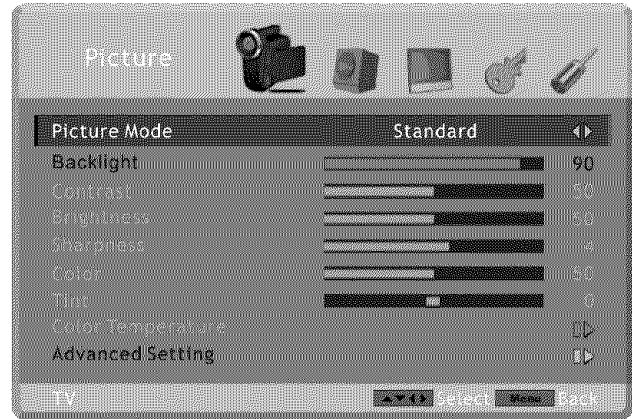 Picture
Picture Mode Standard
Backlight 90
Contrast 50
Brightness 50
Sharpness 4
Color 50
Tint 0
Color Temperature
Advanced Setting
TV Select Menu Back